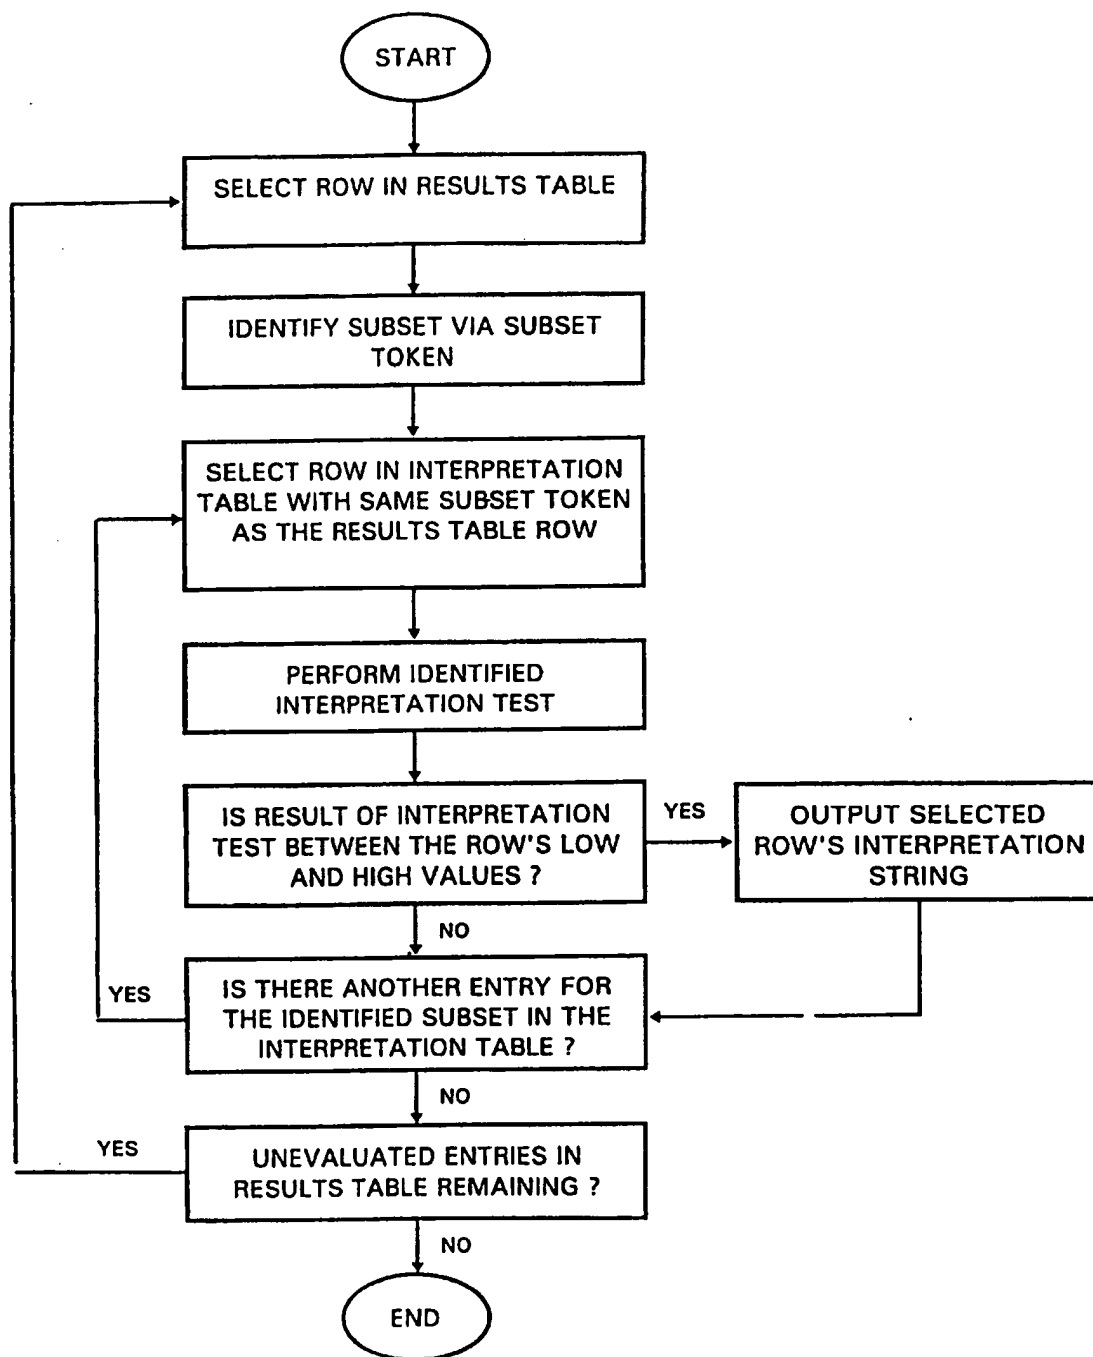 START
SELECT ROW IN RESULTS TABLE
IDENTIFY SUBSET VIA SUBSET
TOKEN
SELECT ROW IN INTERPRETATION
TABLE WITH SAME SUBSET TOKEN
AS THE RESULTS TABLE ROW
PERFORM IDENTIFIED
INTERPRETATION TEST
IS RESULT OF INTERPRETATION
TEST BETWEEN THE ROW'S LOW
AND HIGH VALUES ?
YES
OUTPUT SELECTED
ROW'S INTERPRETATION
STRING
NO
YES
IS THERE ANOTHER ENTRY FOR
THE IDENTIFIED SUBSET IN THE
INTERPRETATION TABLE ?
NO
YES
UNEVALUATED ENTRIES IN
RESULTS TABLE REMAINING ?
NO
END